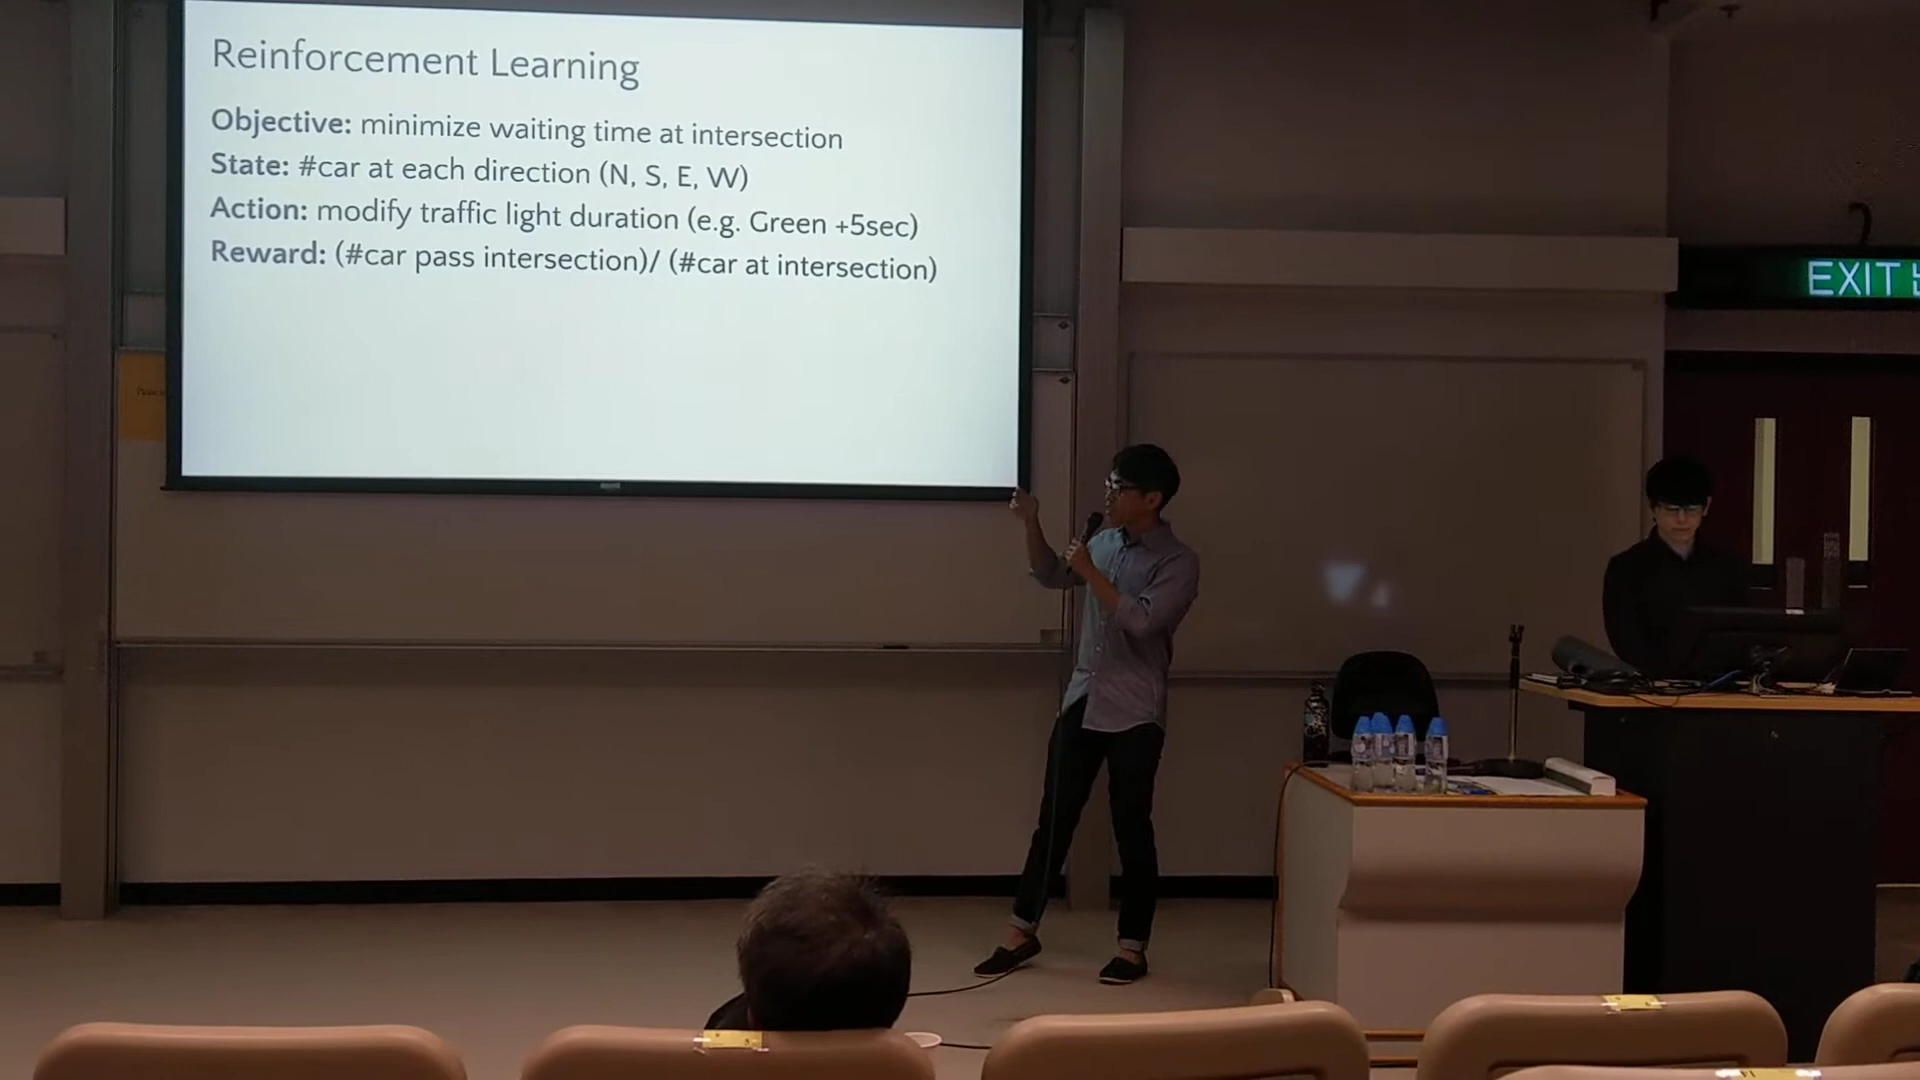 Reinforcement Learning
Objective: minimize waiting time at intersection
State: #car at each direction (N, S, E, W)
Action: modify traffic light duration (e.g. Green +5sec)
Reward: (#car pass intersection)/ (#car at intersection)
EXIT